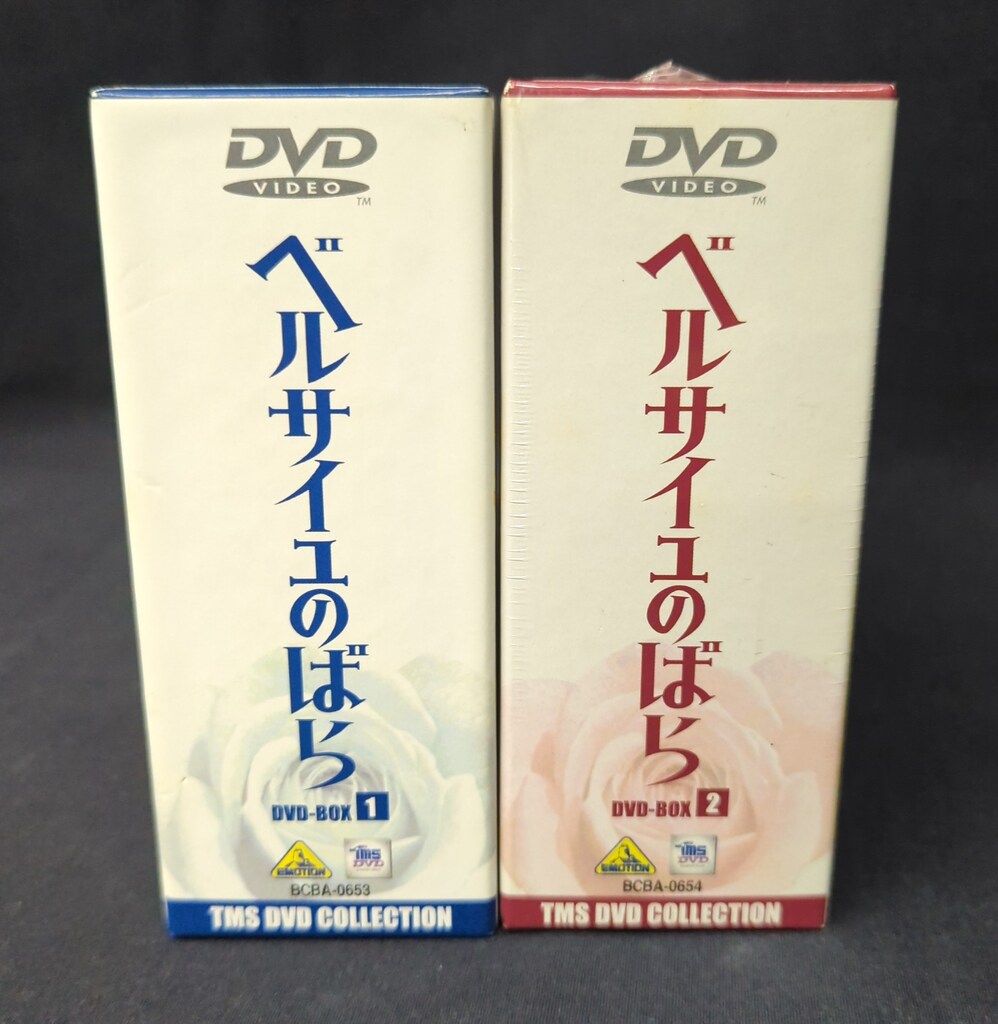 DVD
VIDEO
TM
ベルサイユのばら
DVD-BOX 1
EMOTION
TMS
DVD
BCBA-0653
TMS DVD COLLECTION
DVD
VIDEO
TM
ベルサイユのばら
DVD-BOX 2
EMOTION
TMS
DVD
BCBA-0654
TMS DVD COLLECTION